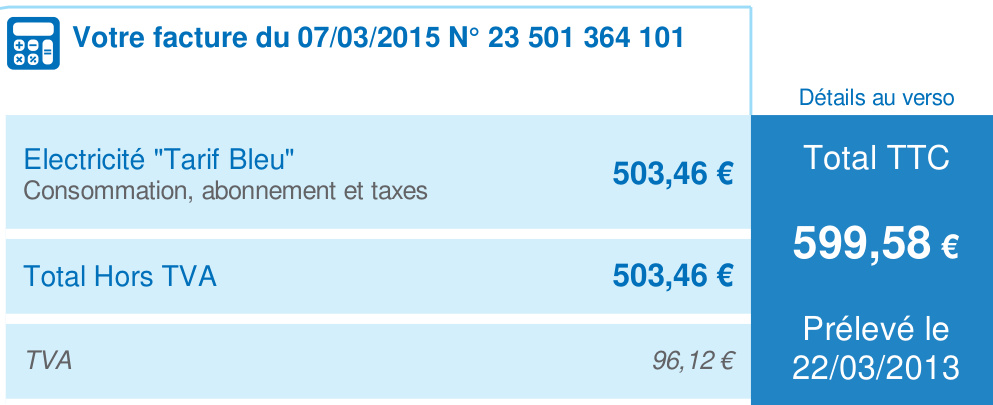 Votre facture du 07/03/2015 N° 23 501 364 101
Détails au verso
Electricité "Tarif Bleu"
Consommation, abonnement et taxes
503,46 €
Total Hors TVA
503,46 €
TVA
96,12 €
Total TTC
599,58 €
Prélevé le
22/03/2013